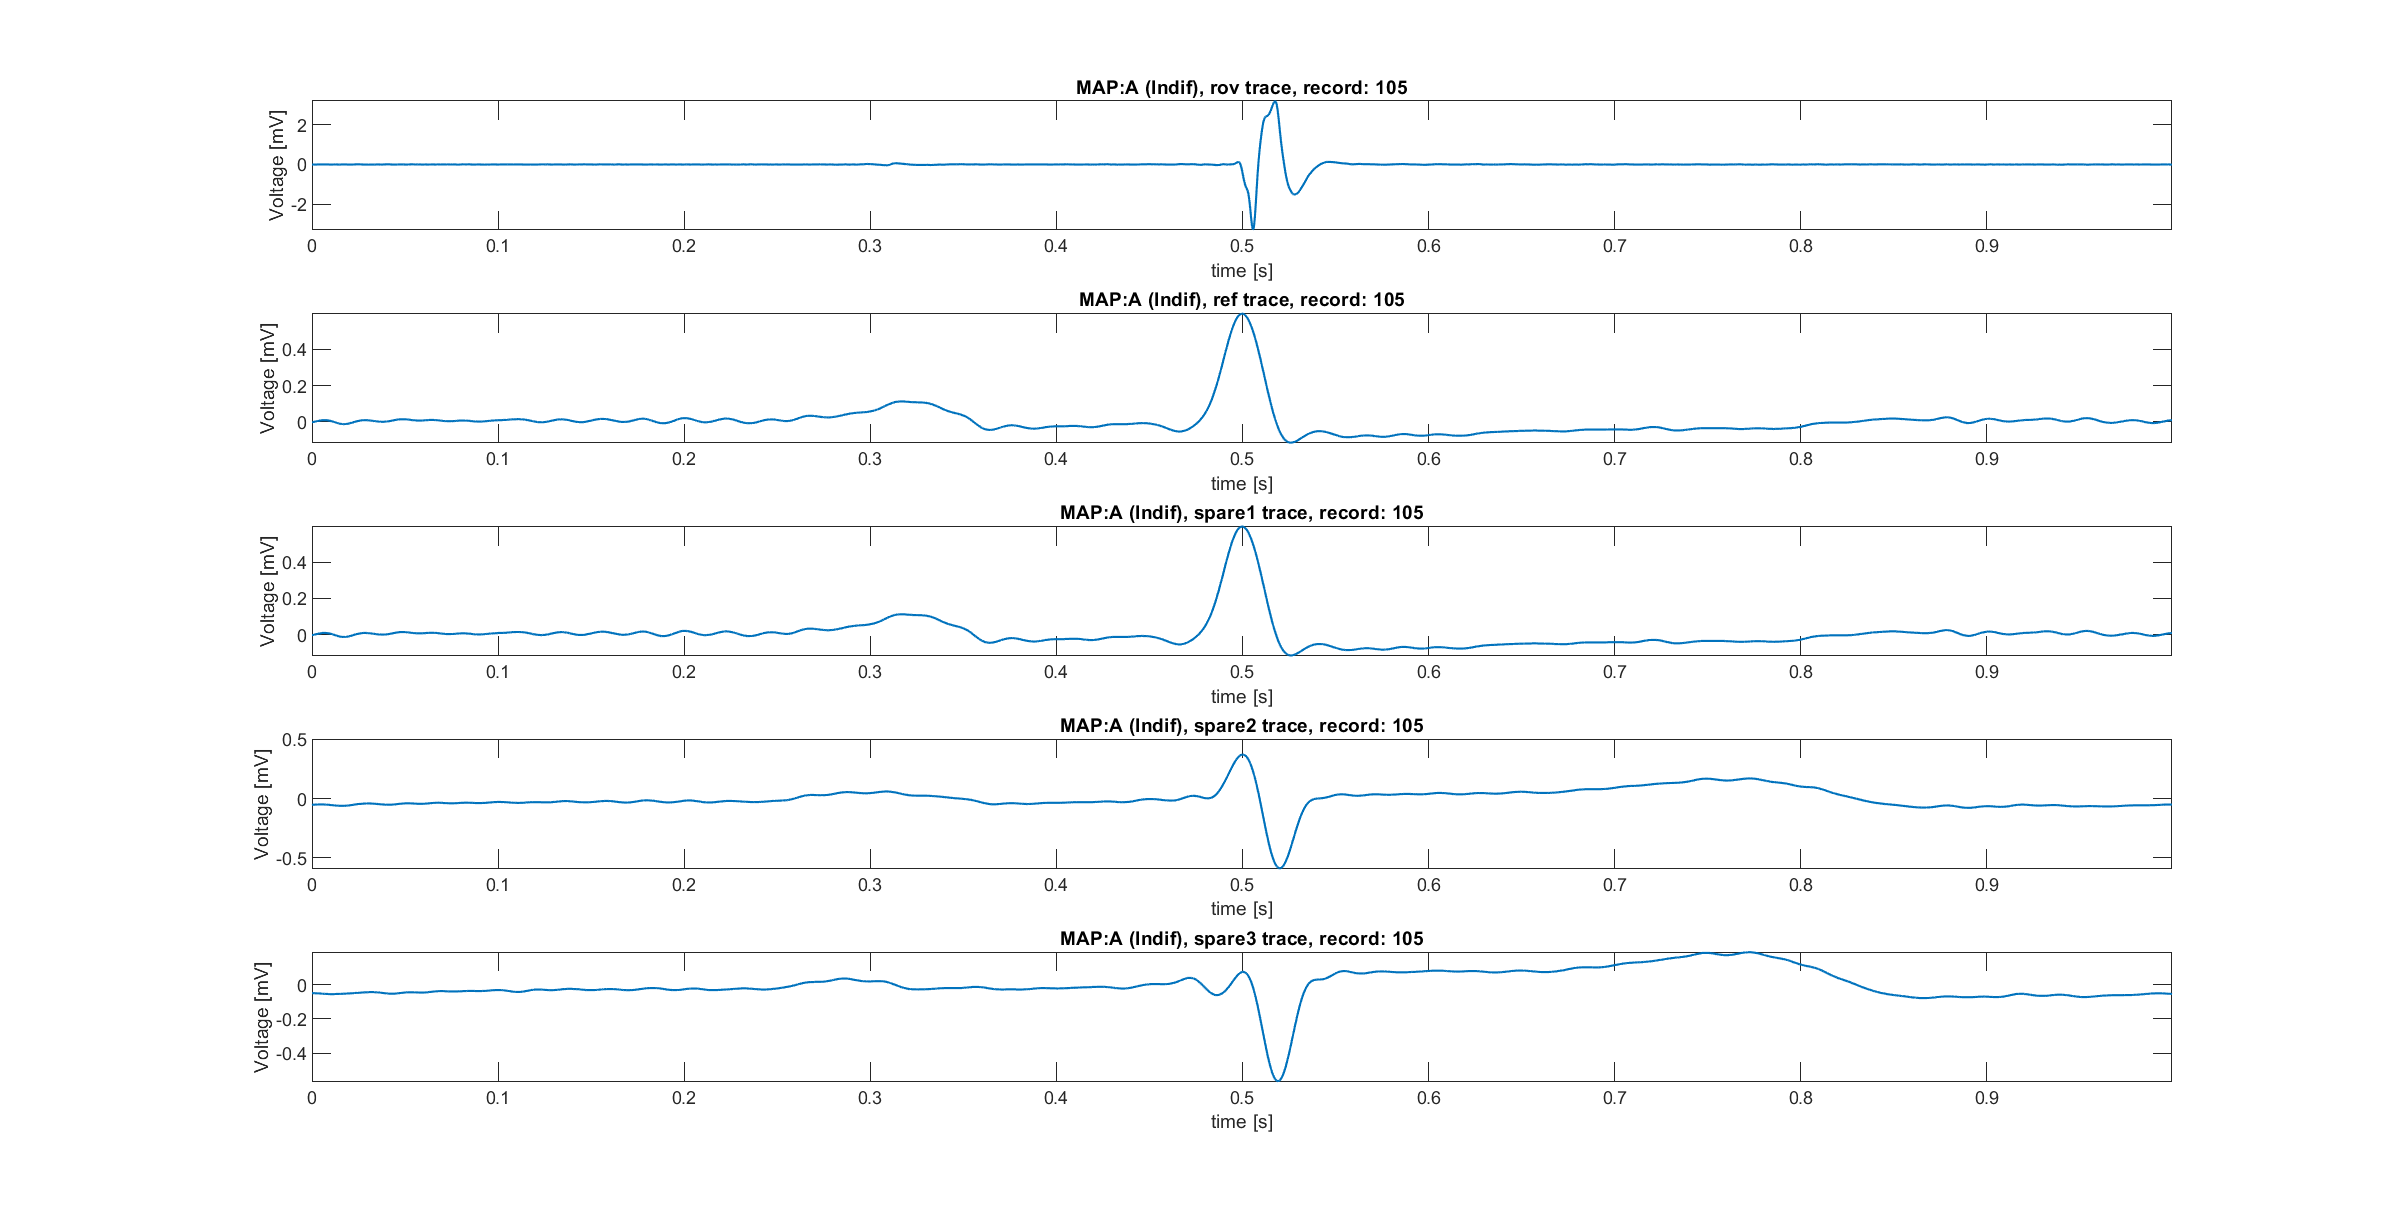 MAP:A (Indif), rov trace, record: 105
Voltage [mV]
2
0
-2
0 0.1 0.2 0.3 0.4 0.5 0.6 0.7 0.8 0.9
time [s]
MAP:A (Indif), ref trace, record: 105
Voltage [mV]
0.4
0.2
0
0 0.1 0.2 0.3 0.4 0.5 0.6 0.7 0.8 0.9
time [s]
MAP:A (Indif), spare1 trace, record: 105
Voltage [mV]
0.4
0.2
0
0 0.1 0.2 0.3 0.4 0.5 0.6 0.7 0.8 0.9
time [s]
MAP:A (Indif), spare2 trace, record: 105
Voltage [mV]
0.5
0
-0.5
0 0.1 0.2 0.3 0.4 0.5 0.6 0.7 0.8 0.9
time [s]
MAP:A (Indif), spare3 trace, record: 105
Voltage [mV]
0
-0.2
-0.4
0 0.1 0.2 0.3 0.4 0.5 0.6 0.7 0.8 0.9
time [s]